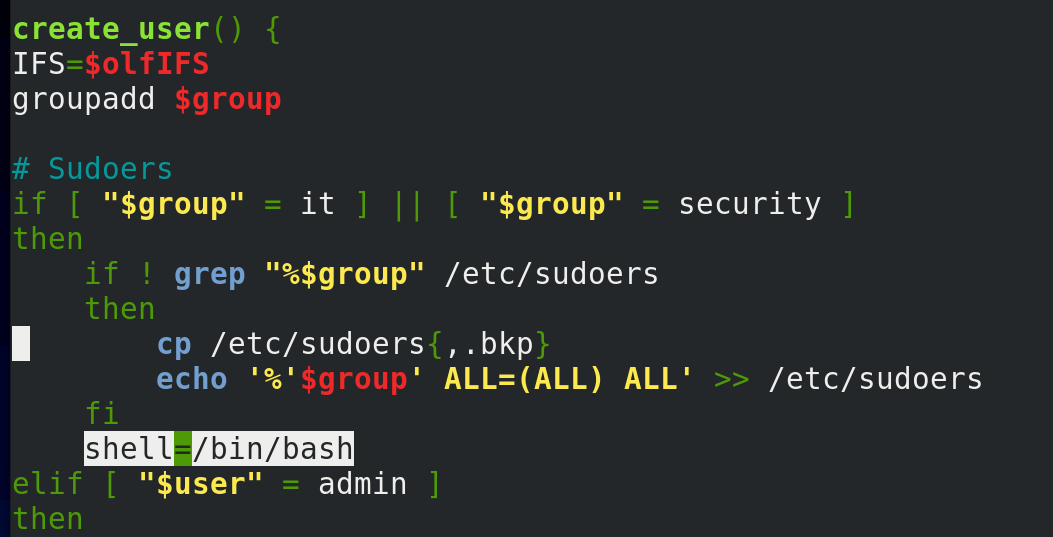 create_user() {
IFS=$olfIFS
groupadd $group
# Sudoers
if [ "$group" = it ] || [ "$group" = security ]
then
if ! grep "%$group" /etc/sudoers
then
cp /etc/sudoers{,.bkp}
echo '%'$group' ALL=(ALL) ALL' >> /etc/sudoers
fi
shell=/bin/bash
elif [ "$user" = admin ]
then